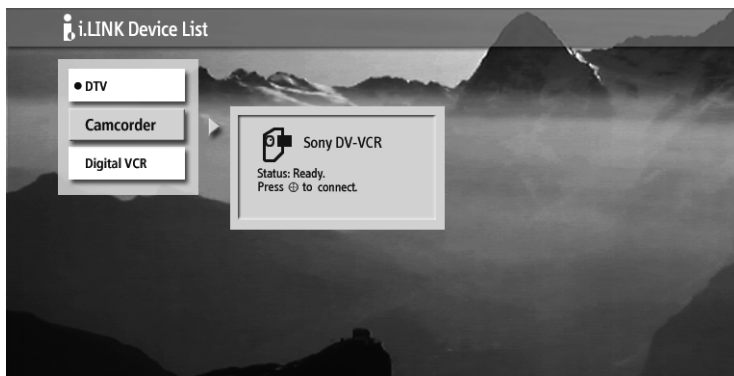 i.LINK Device List
● DTV
Camcorder
Digital VCR
Sony DV-VCR
Status: Ready.
Press ⊕ to connect.